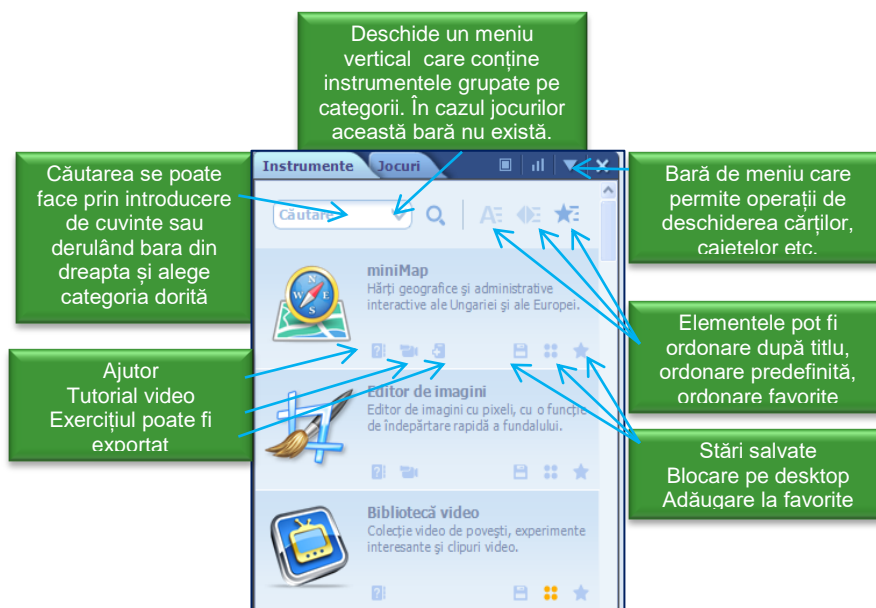 Deschide un meniu
vertical care conține
instrumentele grupate pe
categorii. În cazul jocurilor
această bară nu există.
Căutarea se poate
face prin introducere
de cuvinte sau
derulând bara din
dreapta și alege
categoria dorită
Ajutor
Tutorial video
Exercițiul poate fi
exportat
Instrumente Jocuri
Căutare
miniMap
Hărți geografice și administrative
interactive ale Ungariei și ale Europei.
Editor de imagini
Editor de imagini cu pixeli, cu o funcție
de îndepărtare rapidă a fundalului.
Bibliotecă video
Colecție video de povești, experimente
interesante și clipuri video.
Bară de meniu care
permite operații de
deschiderea cărților,
caietelor etc.
Elementele pot fi
ordonare după titlu,
ordonare predefinită,
ordonare favorite
Stări salvate
Blocare pe desktop
Adăugare la favorite